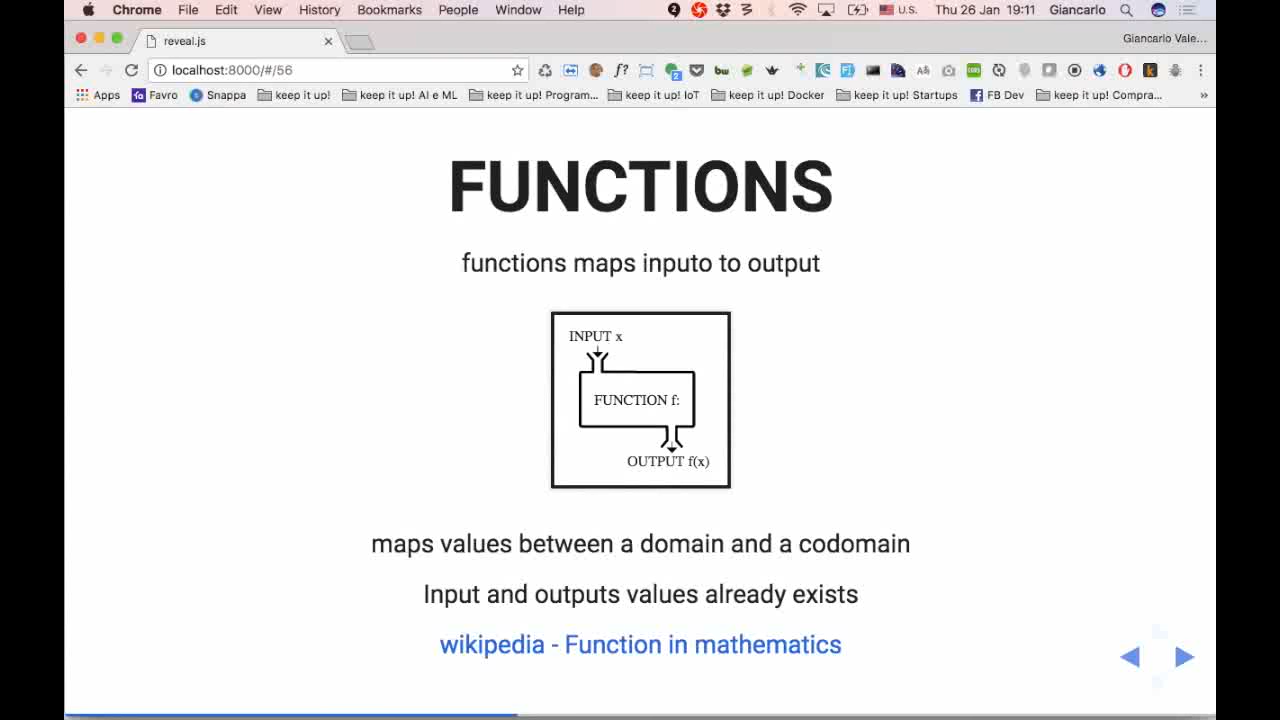 Chrome File Edit View History Bookmarks People Window Help 2 U.S. Thu 26 Jan 19:11 Giancarlo
reveal.js Giancarlo Vale...
localhost:8000/#/56 f? 2 bw
Apps Favro Snappa keep it up! keep it up! AI e ML keep it up! Program... keep it up! IoT keep it up! Docker keep it up! Startups FB Dev keep it up! Compra... »
FUNCTIONS
functions maps inputo to output
INPUT x
FUNCTION f:
OUTPUT f(x)
maps values between a domain and a codomain
Input and outputs values already exists
wikipedia - Function in mathematics